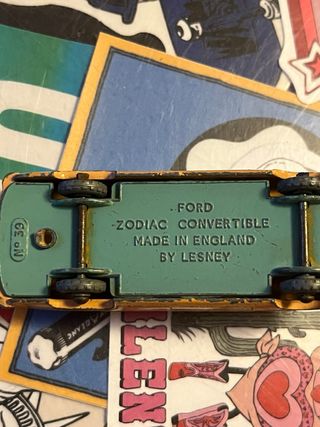 FORD
ZODIAC CONVERTIBLE
MADE IN ENGLAND
BY LESNEY
Nº 39